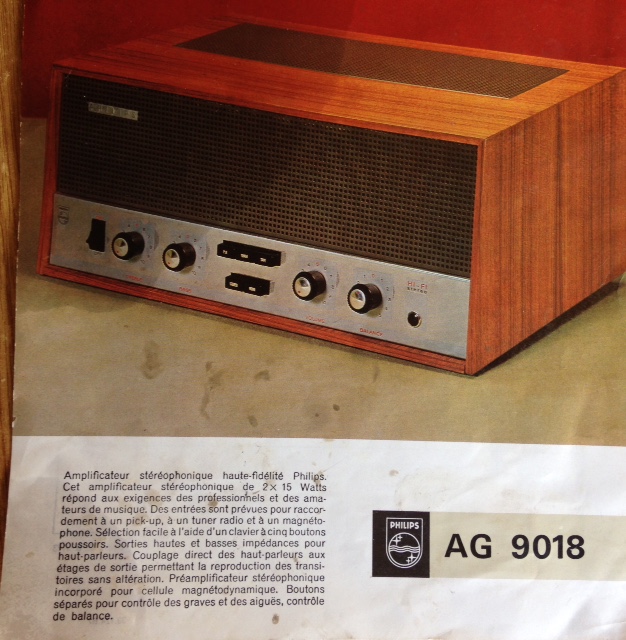 PHILIPS
HI-FI
STEREO
BALANCE
Amplificateur stéréophonique haute-fidélité Philips.
Cet amplificateur stéréophonique de 2 x 15 Watts
répond aux exigences des professionnels et des ama-
teurs de musique. Des entrées sont prévues pour raccor-
dement à un pick-up, à un tuner radio et à un magnéto-
phone. Sélection facile à l'aide d'un clavier à cinq boutons
poussoirs. Sorties hautes et basses impédances pour
haut-parleurs. Couplage direct des haut-parleurs aux
étages de sortie permettant la reproduction des transi-
toires sans altération. Préamplificateur stéréophonique
incorporé pour cellule magnétodynamique. Boutons
séparés pour contrôle des graves et des aiguës, contrôle
de balance.
PHILIPS
AG 9018